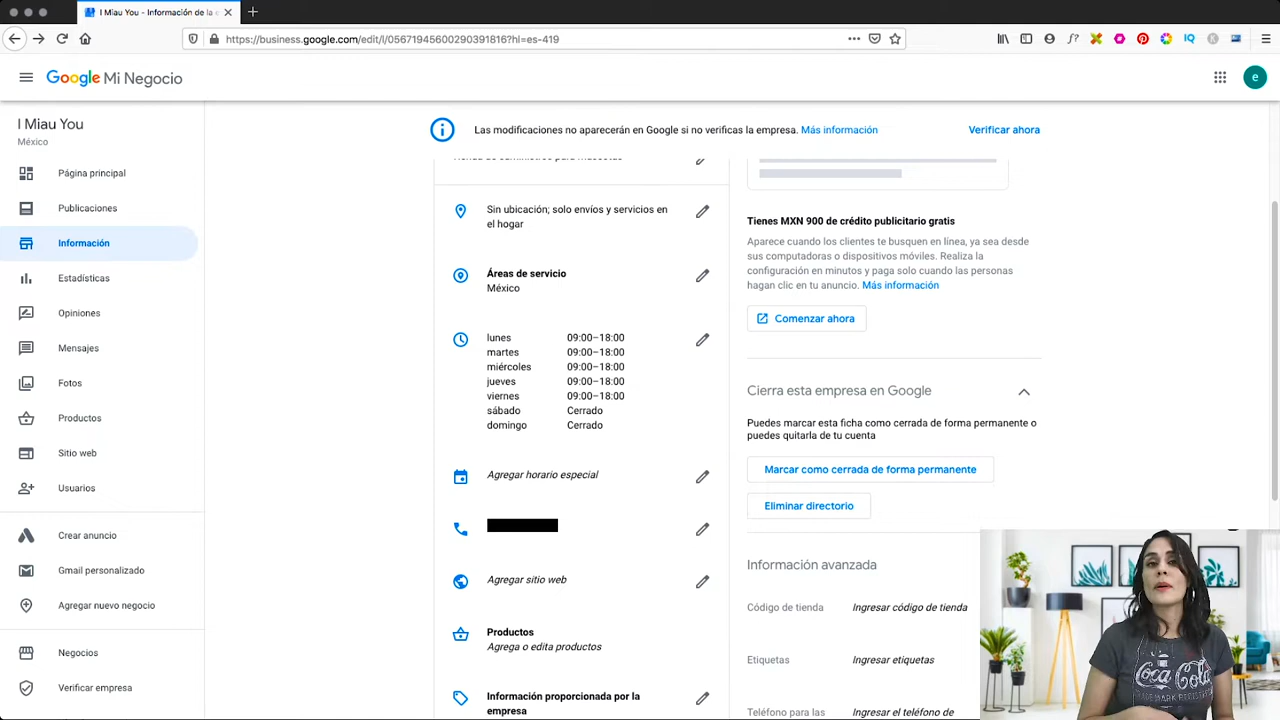 I Miau You - Información de la e
https://business.google.com/edit/l/05671945600290391816?hl=es-419
f?
IQ
Google Mi Negocio
e
I Miau You
México
Página principal
Publicaciones
Información
Estadísticas
Opiniones
Mensajes
Fotos
Productos
Sitio web
Usuarios
Crear anuncio
Gmail personalizado
Agregar nuevo negocio
Negocios
Verificar empresa
Las modificaciones no aparecerán en Google si no verificas la empresa. Más información
Verificar ahora
Tienda de suministros para mascotas
Sin ubicación; solo envíos y servicios en
el hogar
Áreas de servicio
México
lunes 09:00–18:00
martes 09:00–18:00
miércoles 09:00–18:00
jueves 09:00–18:00
viernes 09:00–18:00
sábado Cerrado
domingo Cerrado
Agregar horario especial
Agregar sitio web
Productos
Agrega o edita productos
Información proporcionada por la
empresa
Tienes MXN 900 de crédito publicitario gratis
Aparece cuando los clientes te busquen en línea, ya sea desde
sus computadoras o dispositivos móviles. Realiza la
configuración en minutos y paga solo cuando las personas
hagan clic en tu anuncio. Más información
Comenzar ahora
Cierra esta empresa en Google
Puedes marcar esta ficha como cerrada de forma permanente o
puedes quitarla de tu cuenta
Marcar como cerrada de forma permanente
Eliminar directorio
Información avanzada
Código de tienda Ingresar código de tienda
Etiquetas Ingresar etiquetas
Teléfono para las Ingresar el teléfono de
Coca Cola